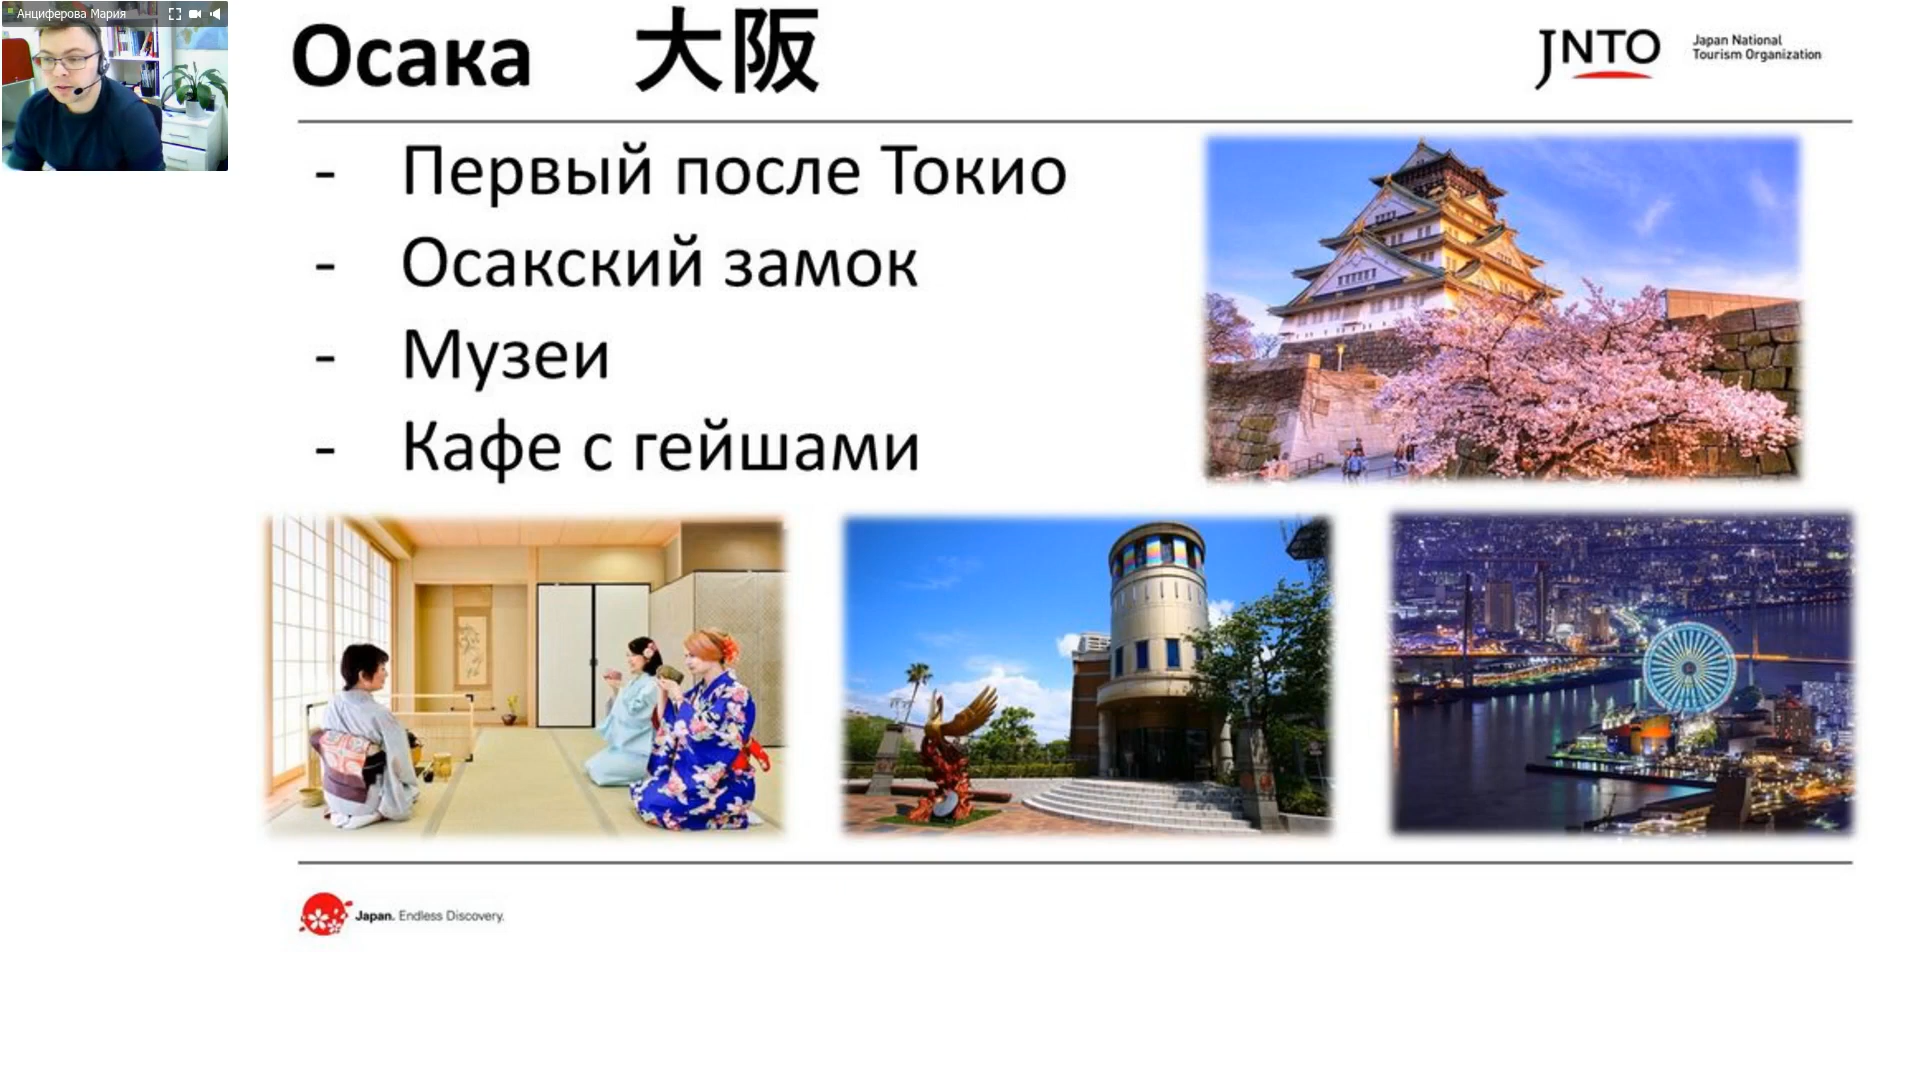 Анциферова Мария
Осака 大阪
JNTO Japan National
Tourism Organization
- Первый после Токио
- Осакский замок
- Музеи
- Кафе с гейшами
Japan. Endless Discovery.